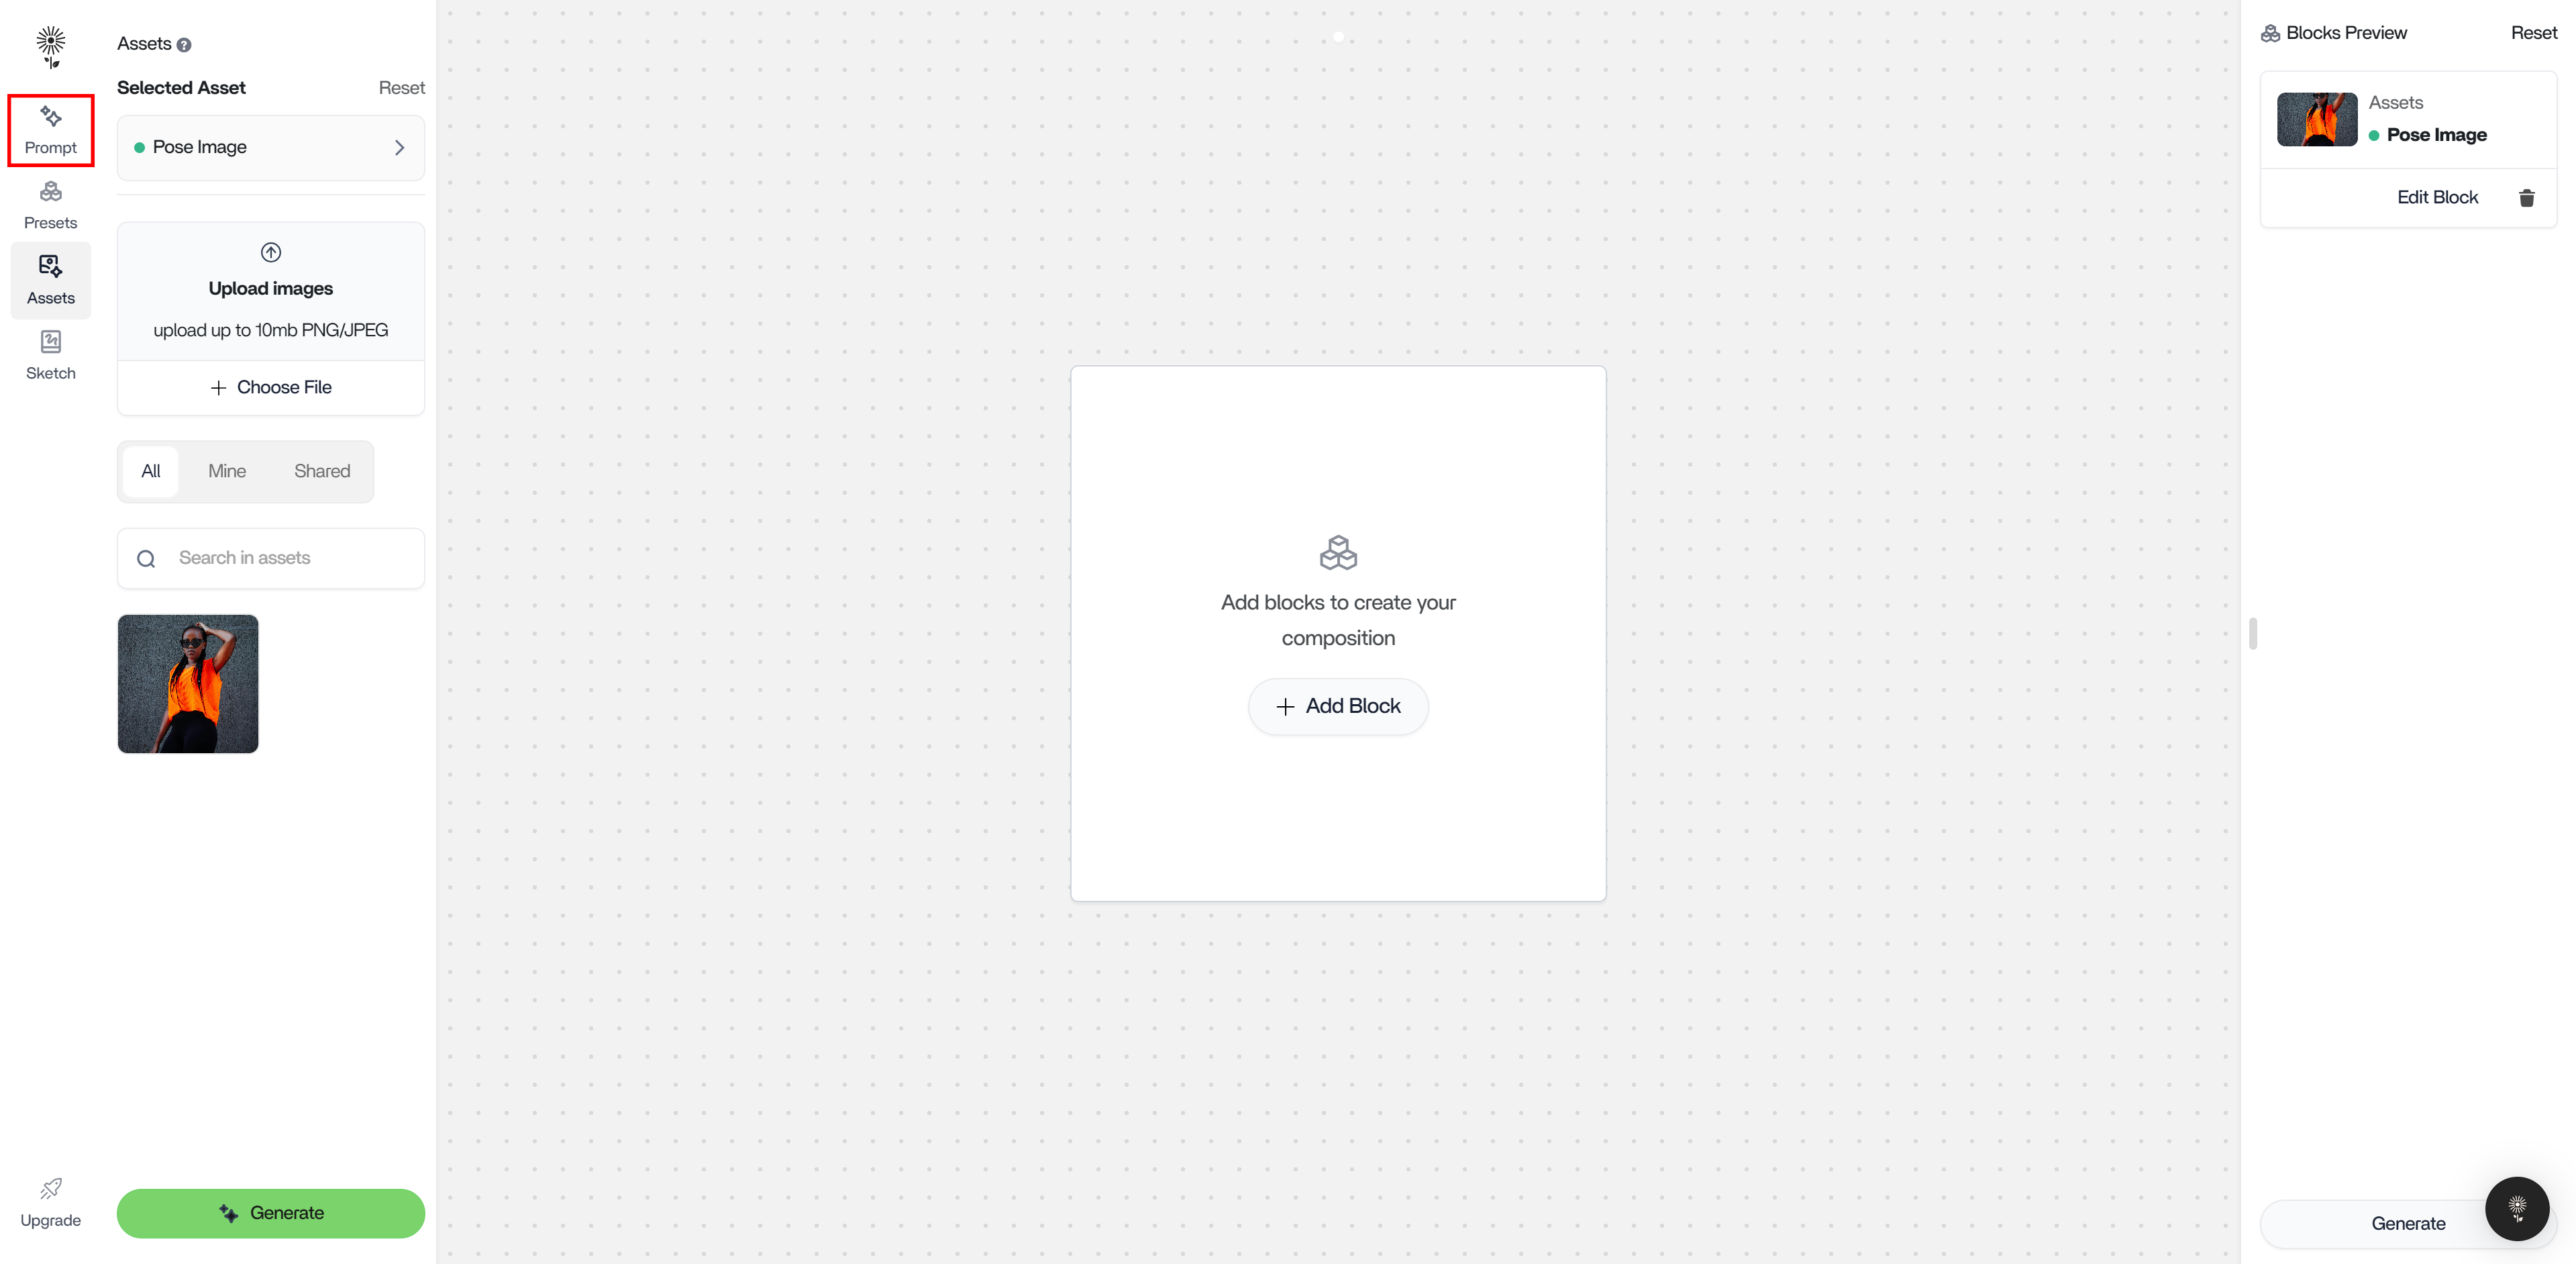 Prompt
Presets
Assets
Sketch
Upgrade
Assets ?
Selected Asset Reset
Pose Image
Upload images
upload up to 10mb PNG/JPEG
+ Choose File
All Mine Shared
Search in assets
Generate
Add blocks to create your
composition
+ Add Block
Blocks Preview Reset
Assets
Pose Image
Edit Block
Generate